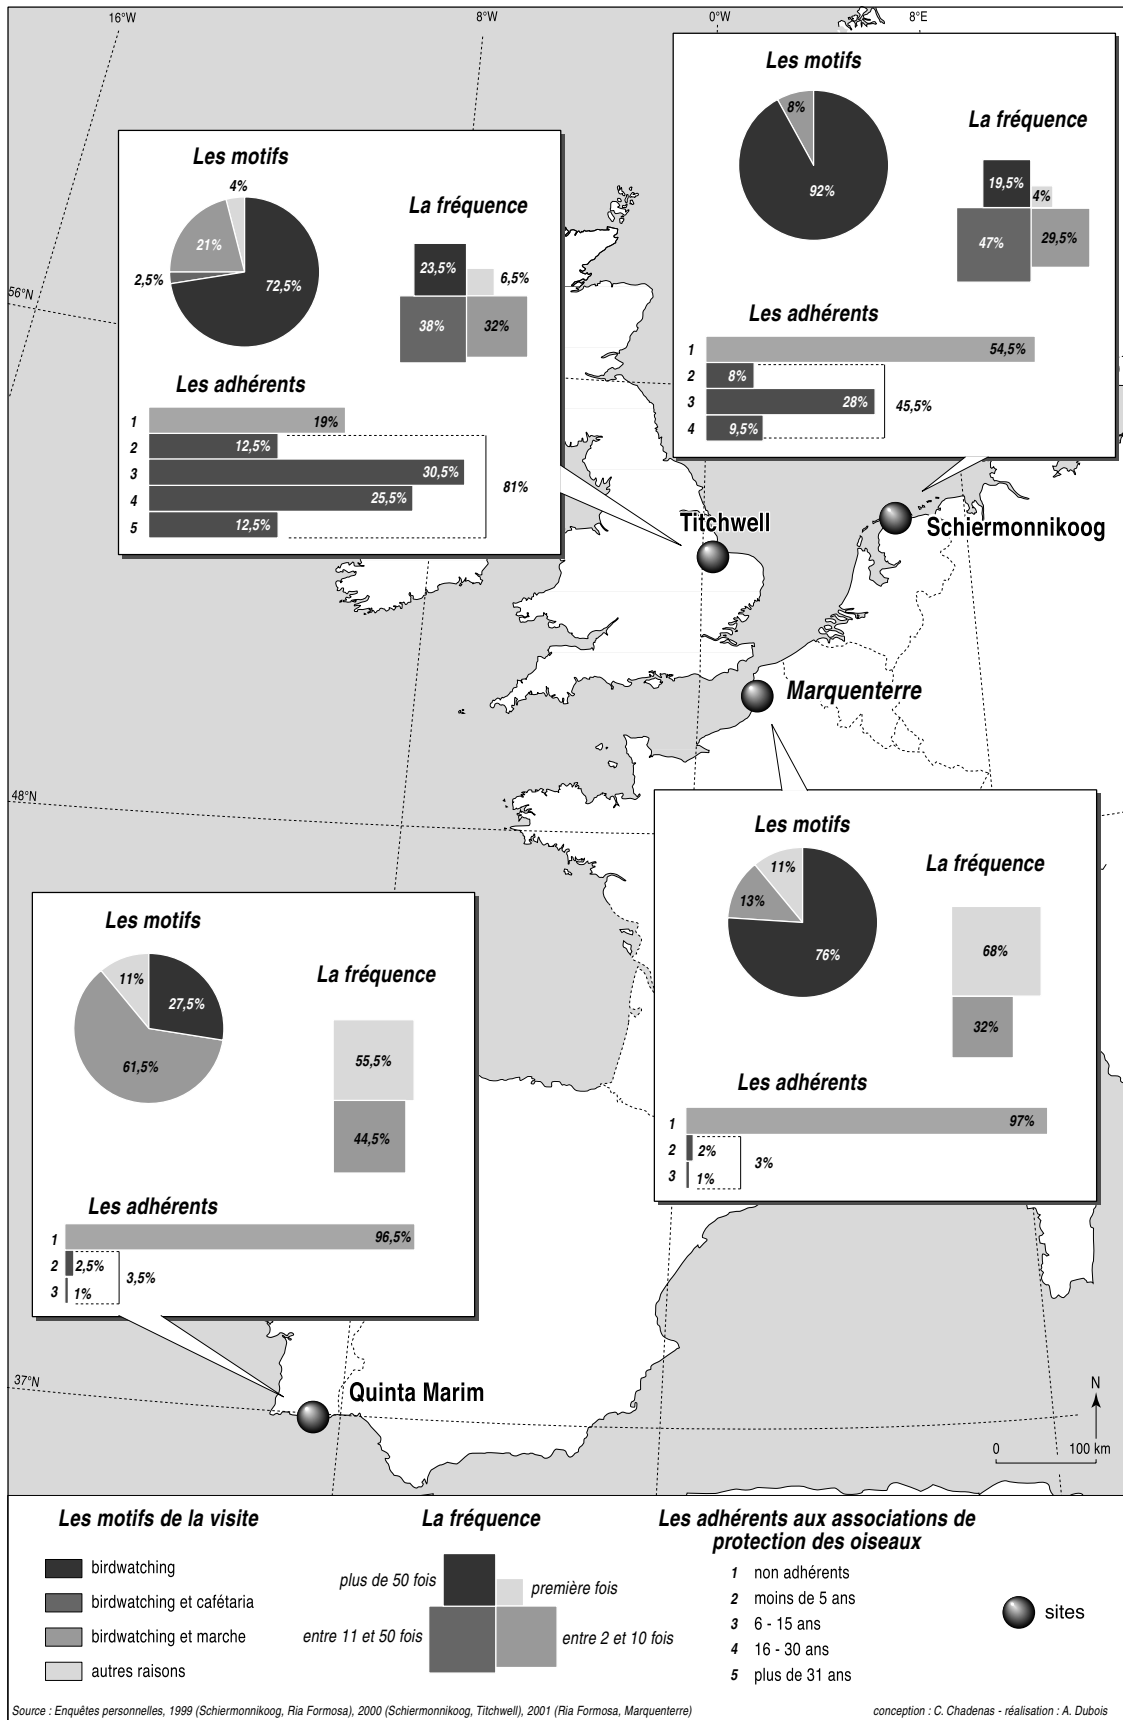 16°W
8°W
0°W
8°E
56°N
48°N
37°N
Les motifs
4%
21%
2,5%
72,5%
La fréquence
23,5%
6,5%
38%
32%
Les adhérents
1
19%
2
12,5%
3
30,5%
4
25,5%
5
12,5%
81%
Les motifs
8%
92%
La fréquence
19,5%
4%
47%
29,5%
Les adhérents
1
54,5%
2
8%
3
28%
4
9,5%
45,5%
Titchwell
Schiermonnikoog
Marquenterre
Les motifs
11%
13%
76%
La fréquence
68%
32%
Les adhérents
1
97%
2
2%
3
1%
3%
Les motifs
11%
27,5%
61,5%
La fréquence
55,5%
44,5%
Les adhérents
1
96,5%
2
2,5%
3
1%
3,5%
Quinta Marim
N
0
100 km
Les motifs de la visite
birdwatching
birdwatching et cafétaria
birdwatching et marche
autres raisons
La fréquence
plus de 50 fois
première fois
entre 11 et 50 fois
entre 2 et 10 fois
Les adhérents aux associations de
protection des oiseaux
1 non adhérents
2 moins de 5 ans
3 6 - 15 ans
4 16 - 30 ans
5 plus de 31 ans
sites
Source : Enquêtes personnelles, 1999 (Schiermonnikoog, Ria Formosa), 2000 (Schiermonnikoog, Titchwell), 2001 (Ria Formosa, Marquenterre)
conception : C. Chadenas - réalisation : A. Dubois